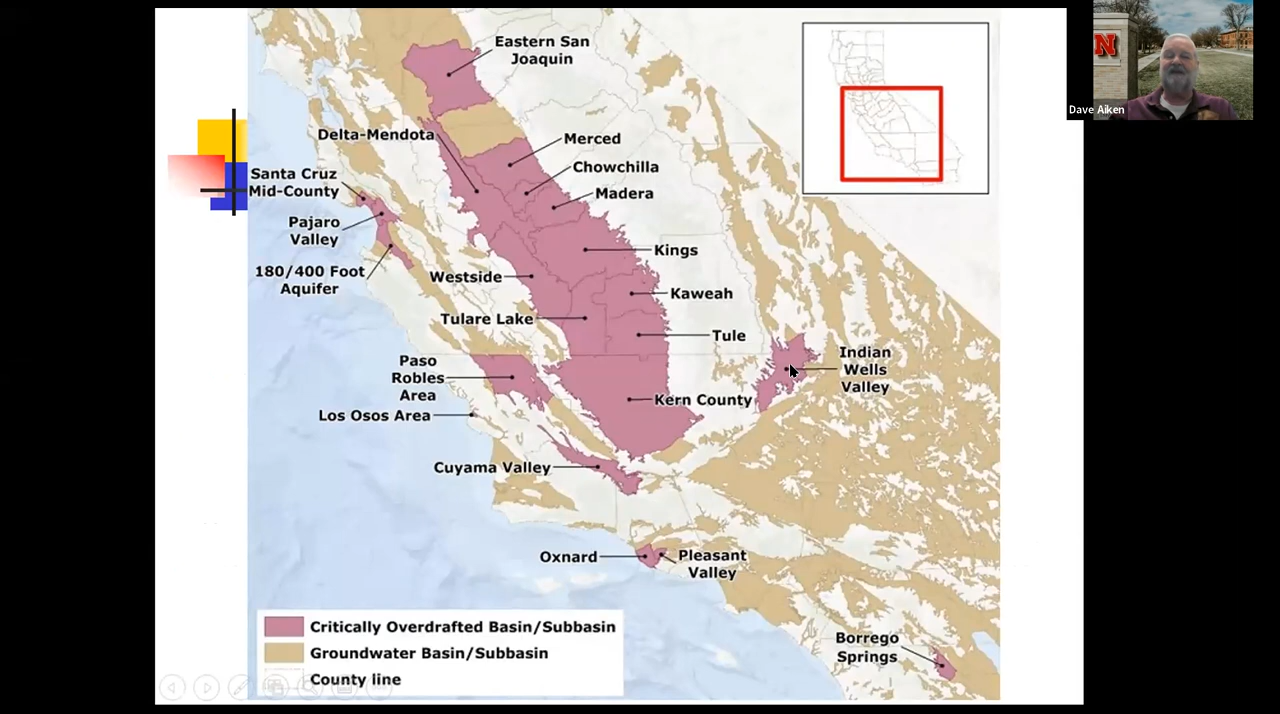 Eastern San
Joaquin
N
Dave Aiken
Delta-Mendota
Merced
Chowchilla
Santa Cruz
Mid-County
Madera
Pajaro
Valley
Kings
180/400 Foot
Aquifer
Westside
Kaweah
Tulare Lake
Tule
Paso
Robles
Area
Indian
Wells
Valley
Kern County
Los Osos Area
Cuyama Valley
Oxnard
Pleasant
Valley
Critically Overdrafted Basin/Subbasin
Groundwater Basin/Subbasin
County line
Borrego
Springs